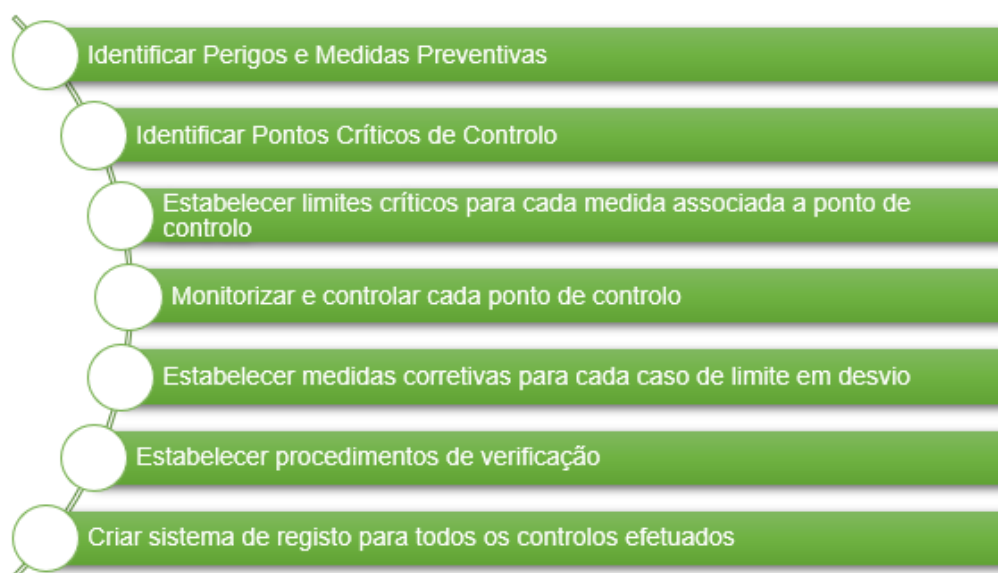 Identificar Perigos e Medidas Preventivas
Identificar Pontos Críticos de Controlo
Estabelecer limites críticos para cada medida associada a ponto de
controlo
Monitorizar e controlar cada ponto de controlo
Estabelecer medidas corretivas para cada caso de limite em desvio
Estabelecer procedimentos de verificação
Criar sistema de registo para todos os controlos efetuados